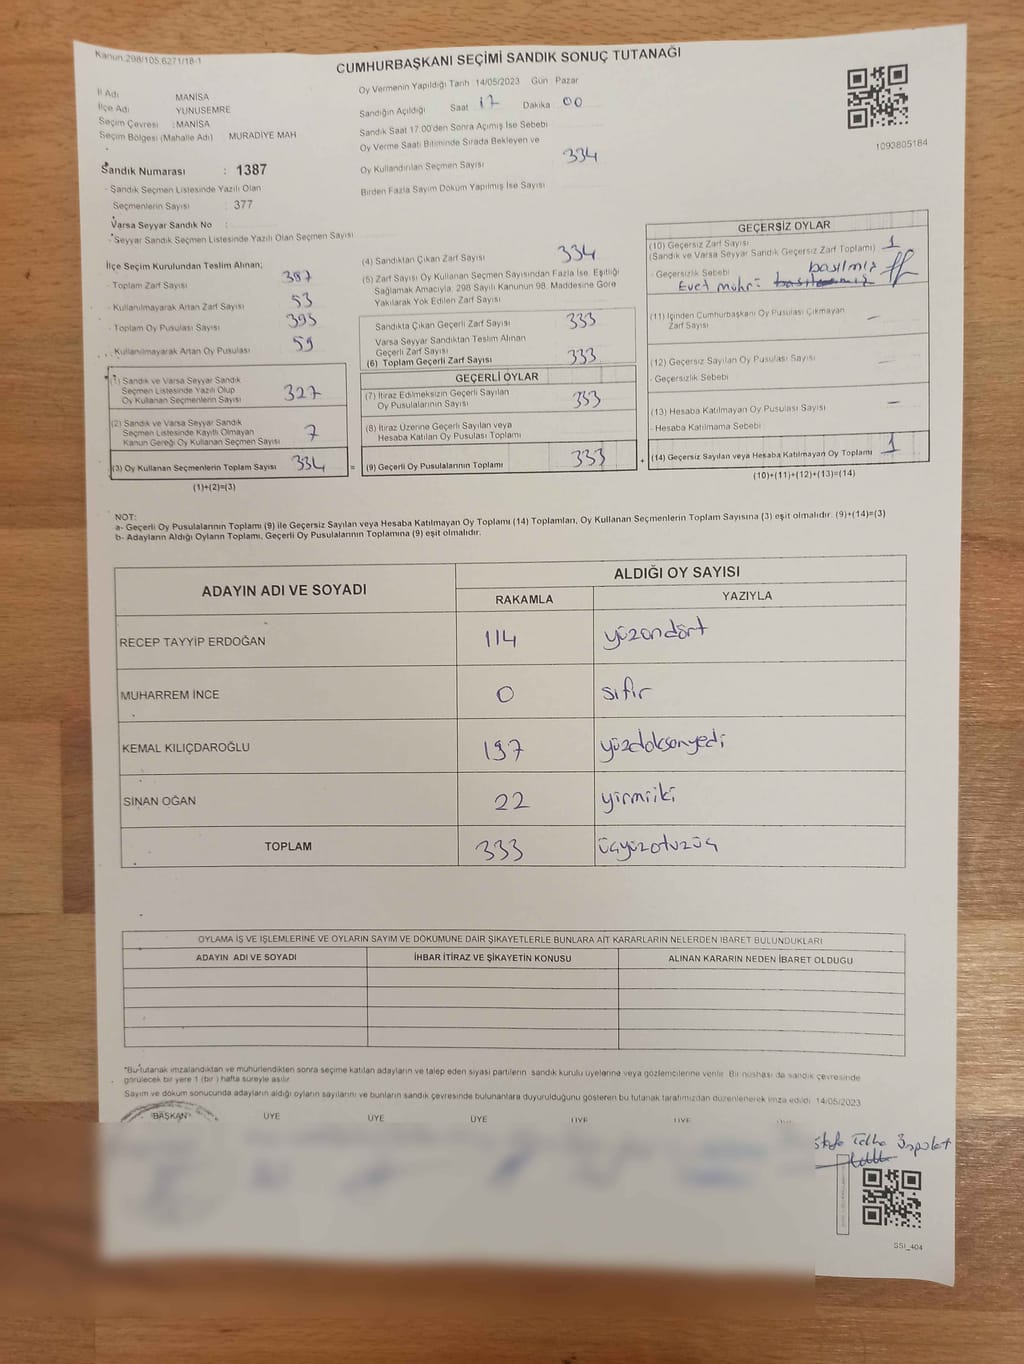 Kanun.298/105.6271/18-1
CUMHURBAŞKANI SEÇİMİ SANDIK SONUÇ TUTANAĞI
İl Adı MANİSA
İlçe Adı YUNUSEMRE
Seçim Çevresi : MANİSA
Seçim Bölgesi (Mahalle Adı) MURADİYE MAH
Sandık Numarası : 1387
- Sandık Seçmen Listesinde Yazılı Olan
Seçmenlerin Sayısı : 377
Varsa Seyyar Sandık No :
- Seyyar Sandık Seçmen Listesinde Yazılı Olan Seçmen Sayısı
Oy Vermenin Yapıldığı Tarih 14/05/2023 Gün Pazar
Sandığın Açıldığı Saat 17 Dakika 00
Sandık Saat 17:00'den Sonra Açılmış İse Sebebi
Oy Verme Saati Bitiminde Sırada Bekleyen ve
Oy Kullandırılan Seçmen Sayısı 334
Birden Fazla Sayım Döküm Yapılmış İse Sayısı
1093805184
İlçe Seçim Kurulundan Teslim Alınan;
- Toplam Zarf Sayısı 387
- Kullanılmayarak Artan Zarf Sayısı 53
- Toplam Oy Pusulası Sayısı 393
- Kullanılmayarak Artan Oy Pusulası 59
(1) Sandık ve Varsa Seyyar Sandık
Seçmen Listesinde Yazılı Olup
Oy Kullanan Seçmenlerin Sayısı 327
(2) Sandık ve Varsa Seyyar Sandık
Seçmen Listesinde Kayıtlı Olmayan
Kanun Gereği Oy Kullanan Seçmen Sayısı 7
(3) Oy Kullanan Seçmenlerin Toplam Sayısı 334
(1)+(2)=(3)
=
(4) Sandıktan Çıkan Zarf Sayısı 334
(5) Zarf Sayısı Oy Kullanan Seçmen Sayısından Fazla İse, Eşitliği
Sağlamak Amacıyla, 298 Sayılı Kanunun 98. Maddesine Göre
Yakılarak Yok Edilen Zarf Sayısı
Sandıkta Çıkan Geçerli Zarf Sayısı 333
Varsa Seyyar Sandıktan Teslim Alınan
Geçerli Zarf Sayısı
(6) Toplam Geçerli Zarf Sayısı 333
GEÇERLİ OYLAR
(7) İtiraz Edilmeksizin Geçerli Sayılan
Oy Pusulalarının Sayısı 333
(8) İtiraz Üzerine Geçerli Sayılan veya
Hesaba Katılan Oy Pusulası Toplamı
(9) Geçerli Oy Pusulalarının Toplamı 333
+
GEÇERSİZ OYLAR
(10) Geçersiz Zarf Sayısı
(Sandık ve Varsa Seyyar Sandık Geçersiz Zarf Toplamı) 1
- Geçersizlik Sebebi basılmış
Evet mühr
(11) İçinden Cumhurbaşkanı Oy Pusulası Çıkmayan
Zarf Sayısı —
(12) Geçersiz Sayılan Oy Pusulası Sayısı —
- Geçersizlik Sebebi
(13) Hesaba Katılmayan Oy Pusulası Sayısı —
- Hesaba Katılmama Sebebi
(14) Geçersiz Sayılan veya Hesaba Katılmayan Oy Toplamı 1
(10)+(11)+(12)+(13)=(14)
NOT:
a- Geçerli Oy Pusulalarının Toplamı (9) ile Geçersiz Sayılan veya Hesaba Katılmayan Oy Toplamı (14) Toplamları, Oy Kullanan Seçmenlerin Toplam Sayısına (3) eşit olmalıdır. (9)+(14)=(3)
b- Adayların Aldığı Oyların Toplamı, Geçerli Oy Pusulalarının Toplamına (9) eşit olmalıdır.
ADAYIN ADI VE SOYADI
ALDIĞI OY SAYISI
RAKAMLA YAZIYLA
RECEP TAYYİP ERDOĞAN 114 yüzondört
MUHARREM İNCE 0 sıfır
KEMAL KILIÇDAROĞLU 197 yüzdoksanyedi
SİNAN OĞAN 22 yirmiiki
TOPLAM 333 üçyüzotuzüç
OYLAMA İŞ VE İŞLEMLERİNE VE OYLARIN SAYIM VE DÖKÜMÜNE DAİR ŞİKAYETLERLE BUNLARA AİT KARARLARIN NELERDEN İBARET BULUNDUKLARI
ADAYIN ADI VE SOYADI İHBAR İTİRAZ VE ŞİKAYETİN KONUSU ALINAN KARARIN NEDEN İBARET OLDUĞU
*Bu tutanak imzalandıktan ve mühürlendikten sonra seçime katılan adayların ve talep eden siyasi partilerin sandık kurulu üyelerine veya gözlemcilerine verilir. Bir nüshası da sandık çevresinde
görülecek bir yere 1 (bir) hafta süreyle asılır.
Sayım ve döküm sonucunda adayların aldığı oyların sayılarını ve bunların sandık çevresinde bulunanlara duyurulduğunu gösteren bu tutanak tarafımızdan düzenlenerek imza edildi. 14/05/2023
BAŞKAN ÜYE ÜYE ÜYE ÜYE ÜYE
SSI_404